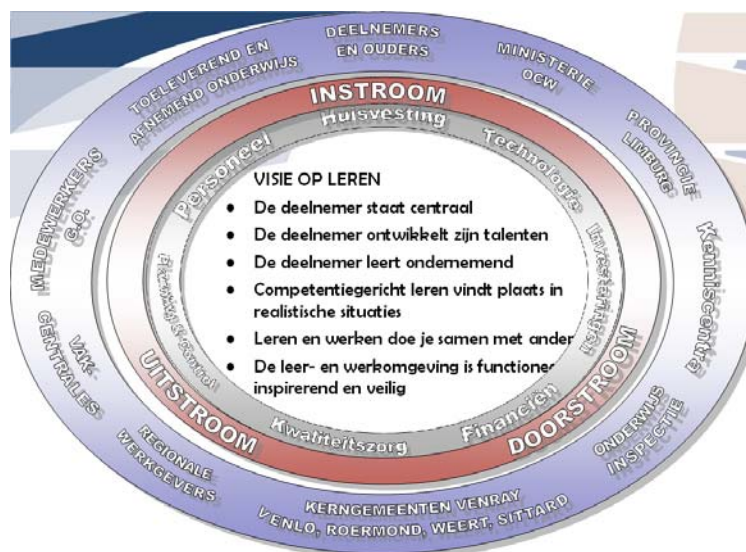 DEELNEMERS
EN OUDERS
MINISTERIE
OCW
PROVINCIE
LIMBURG
Kenniscentra
ONDERWIJS
INSPECTIE
KERNGEMEENTEN VENRAY
VENLO, ROERMOND, WEERT, SITTARD
REGIONALE
WERKGEVERS
VAK-
CENTRALES
MEDEWERKERS
G.O.
TOELEVEREND EN
AFNEMEND ONDERWIJS
INSTROOM
DOORSTROOM
UITSTROOM
Huisvesting
Technologie
Investeringen
Financiën
Kwaliteitszorg
Planning & control
Personeel
VISIE OP LEREN
• De deelnemer staat centraal
• De deelnemer ontwikkelt zijn talenten
• De deelnemer leert ondernemend
• Competentiegericht leren vindt plaats in
realistische situaties
• Leren en werken doe je samen met ander
• De leer- en werkomgeving is functionee
inspirerend en veilig